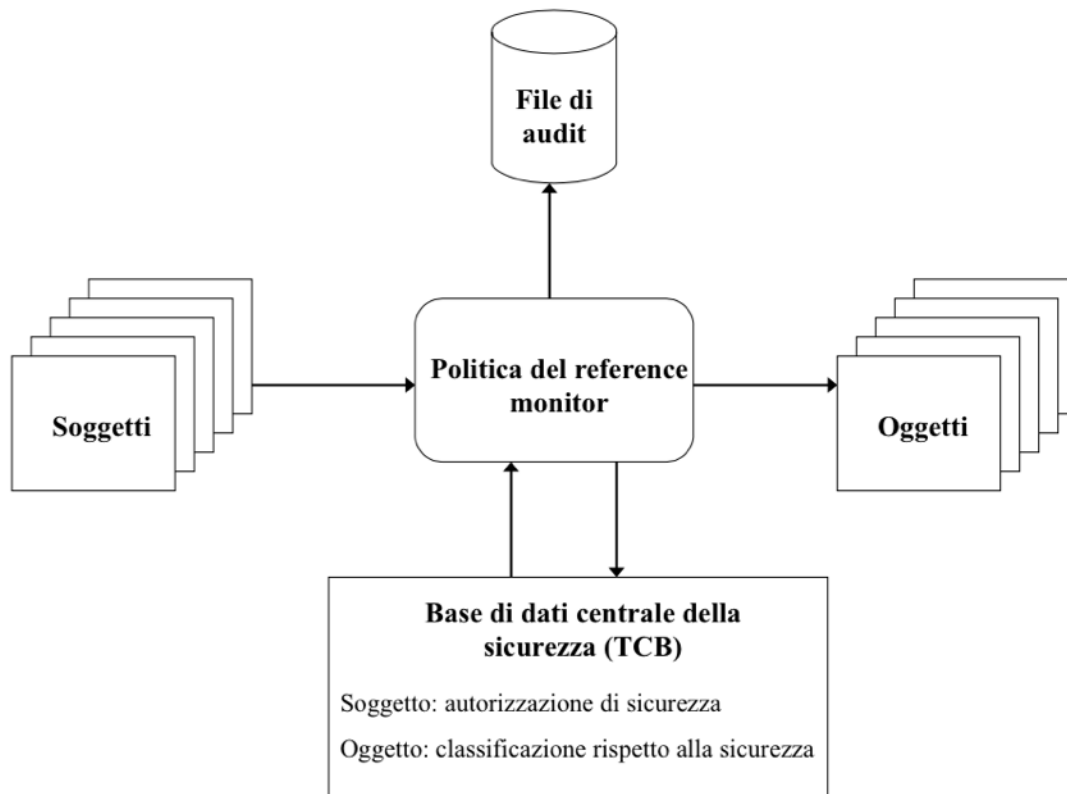 File di
audit
Politica del reference
monitor
Soggetti
Oggetti
Base di dati centrale della
sicurezza (TCB)
Soggetto: autorizzazione di sicurezza
Oggetto: classificazione rispetto alla sicurezza